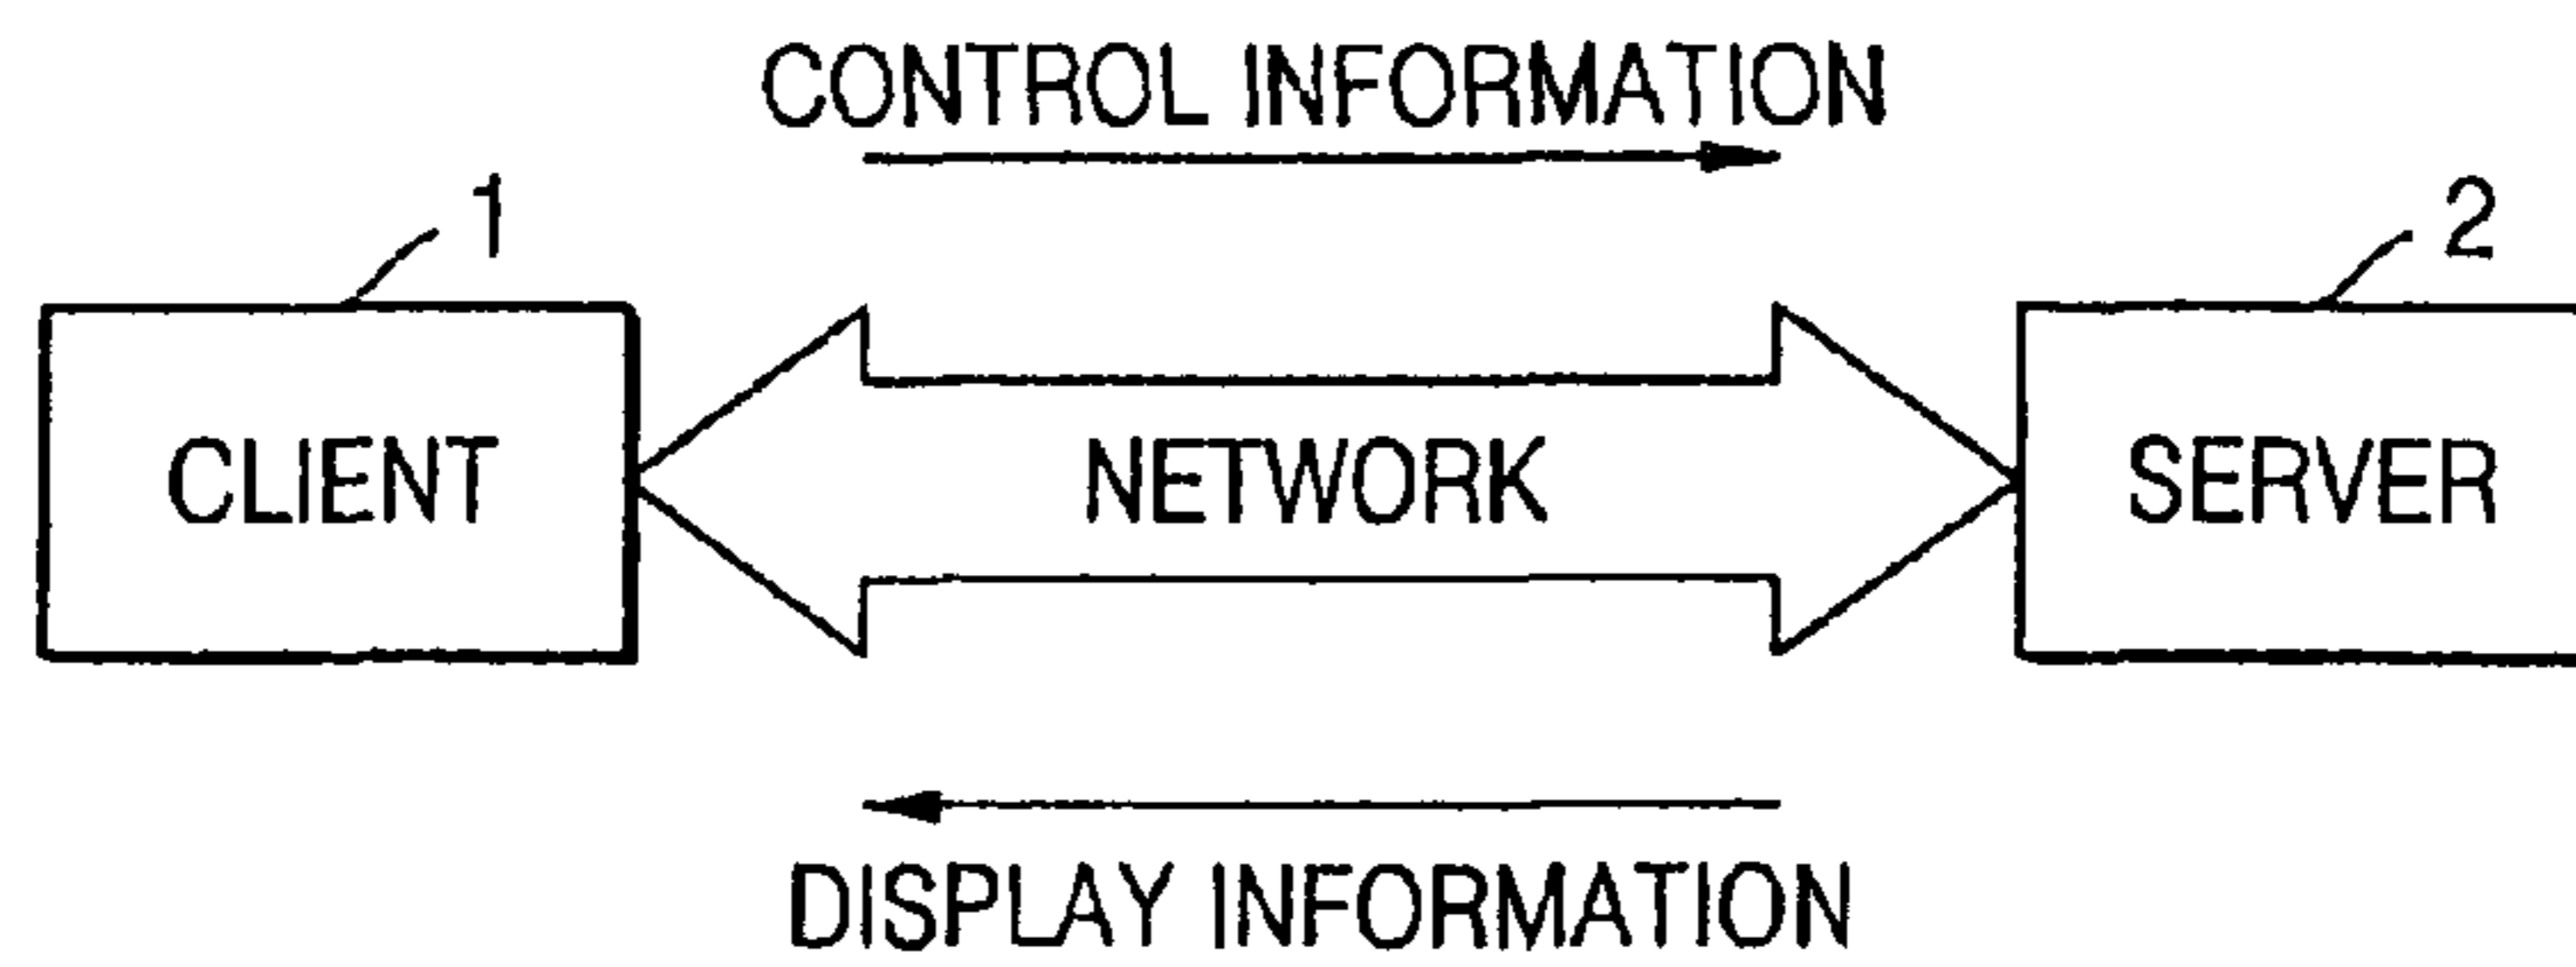 CONTROL INFORMATION
1
2
CLIENT
NETWORK
SERVER
DISPLAY INFORMATION